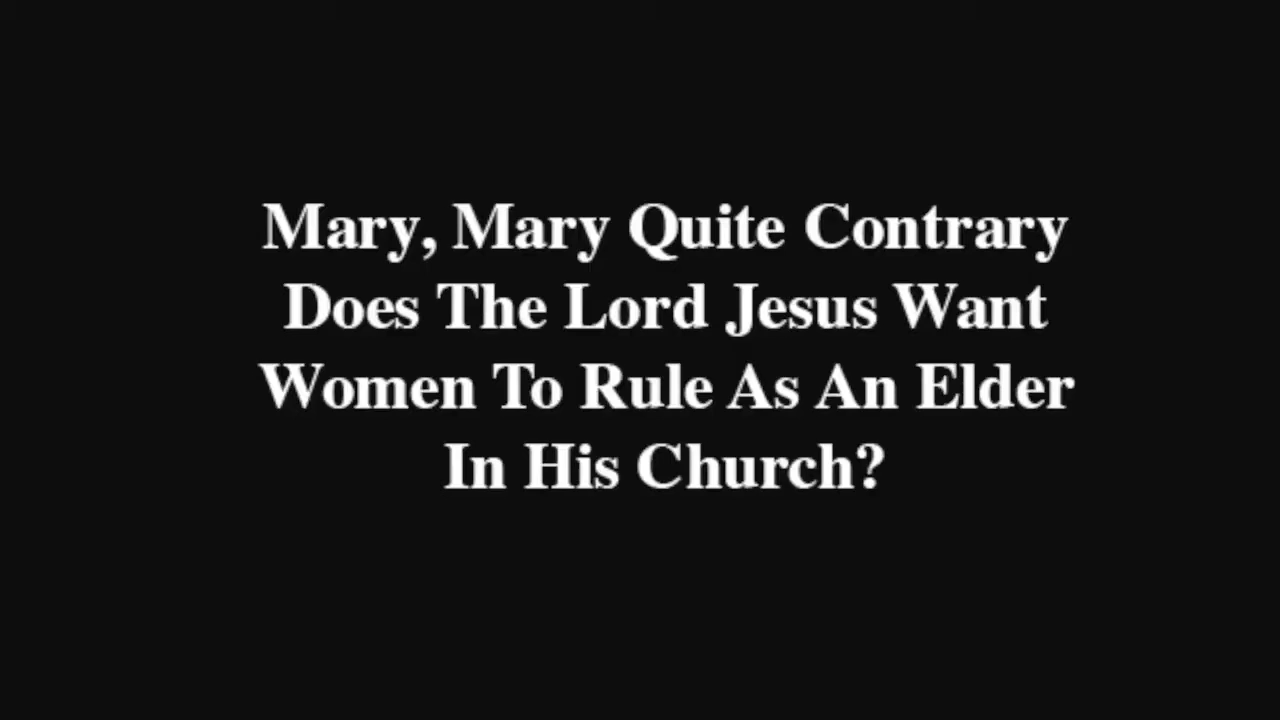 Mary, Mary Quite Contrary
Does The Lord Jesus Want
Women To Rule As An Elder
In His Church?